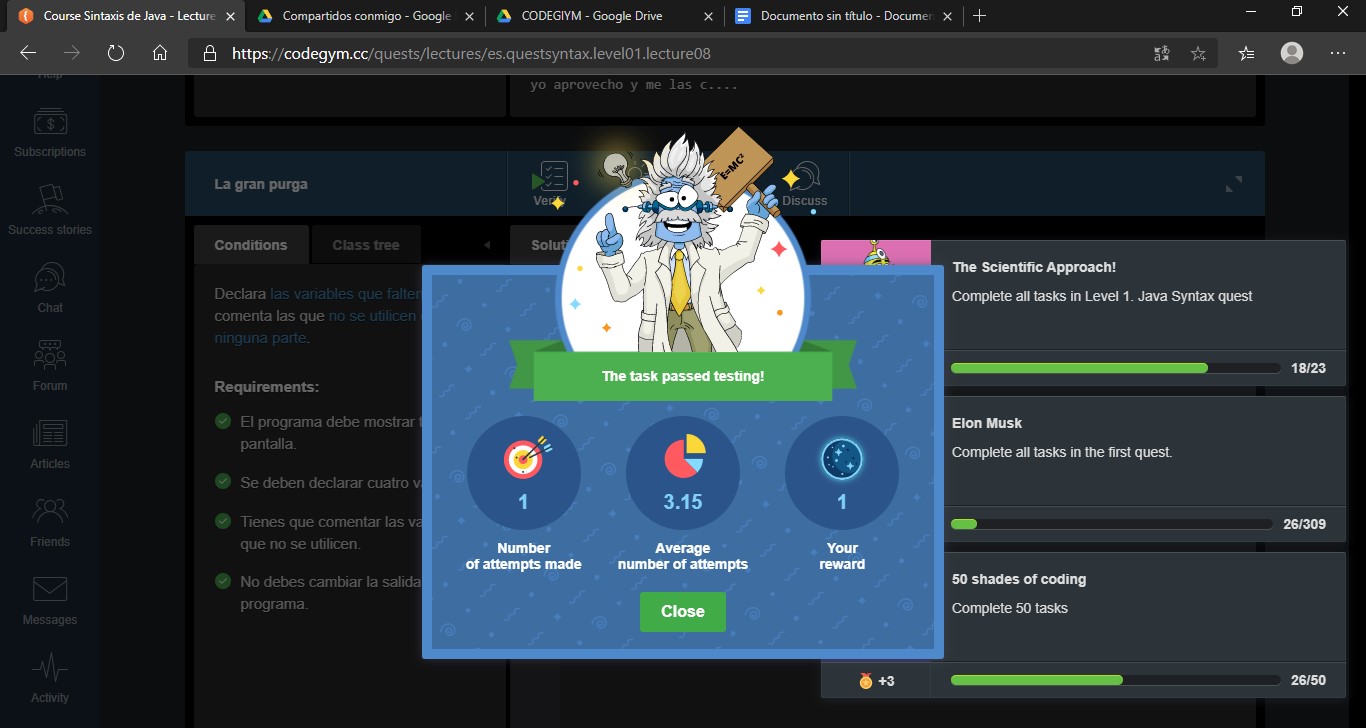 Course Sintaxis de Java - Lecture
Compartidos conmigo - Google
CODEGIYM - Google Drive
Documento sin título - Documen
https://codegym.cc/quests/lectures/es.questsyntax.level01.lecture08
Help
yo aprovecho y me las c....
Subscriptions
Success stories
Chat
Forum
Articles
Friends
Messages
Activity
La gran purga
Verify
Discuss
E=MC²
Conditions
Class tree
Soluti
Declara las variables que falten
comenta las que no se utilicen
ninguna parte.
Requirements:
El programa debe mostrar t
pantalla.
Se deben declarar cuatro va
Tienes que comentar las va
que no se utilicen.
No debes cambiar la salida
programa.
The task passed testing!
1
3.15
1
Number
of attempts made
Average
number of attempts
Your
reward
Close
The Scientific Approach!
Complete all tasks in Level 1. Java Syntax quest
18/23
Elon Musk
Complete all tasks in the first quest.
26/309
50 shades of coding
Complete 50 tasks
+3
26/50